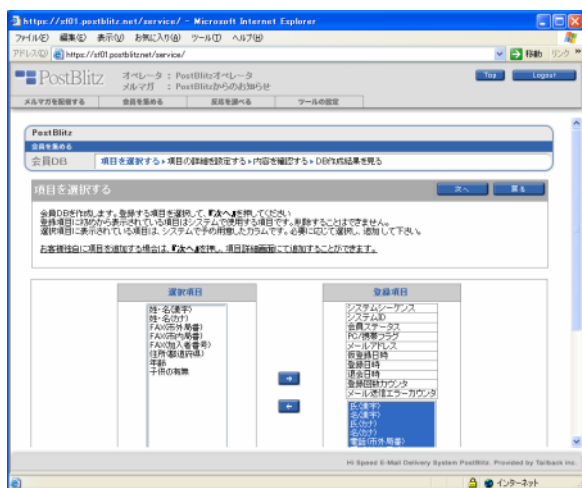 https://sf01.postblitz.net/service/ - Microsoft Internet Explorer
ファイル(F) 編集(E) 表示(V) お気に入り(A) ツール(T) ヘルプ(H)
アドレス(D) https://sf01.postblitz.net/service/ 移動 リンク
PostBlitz オペレータ : PostBlitzオペレータ Top Logout
メルマガ : PostBlitzからのお知らせ
メルマガを配信する 会員を集める 反応を調べる ツールの設定
PostBlitz
会員を集める
会員DB 項目を選択する 項目の詳細を設定する 内容を確認する DB作成結果を見る
項目を選択する 次へ 戻る
会員DBを作成します。登録する項目を選択して、『次へ』を押してください
登録項目に初めから表示されている項目はシステムで使用する項目です。削除することはできません。
選択項目に表示されている項目は、システムで予め用意したカラムです。必要に応じて選択し、追加して下さい。
お客様独自に項目を追加する場合は、『次へ』を押し、項目詳細画面にて追加することができます。
選択項目 登録項目
姓・名(漢字)
姓・名(カナ)
FAX(市外局番)
FAX(市内局番)
FAX(加入者番号)
住所(都道府県)
年齢
子供の有無
システムシーケンス
システムID
会員ステータス
PC/携帯フラグ
メールアドレス
仮登録日時
登録日時
退会日時
登録回数カウンタ
メール送信エラーカウンタ
氏(漢字)
名(漢字)
氏(カナ)
名(カナ)
電話(市外局番)
Hi Speed E-Mail Delivery System PostBlitz. Provided by Tailback Inc.
インターネット